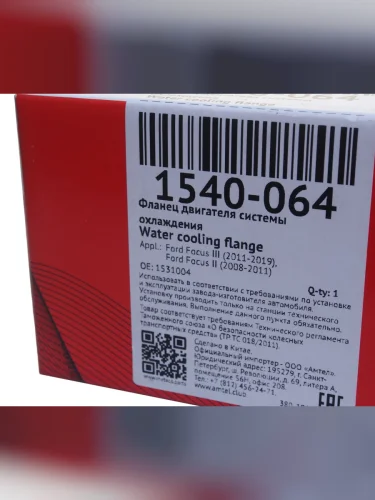 1540-064
Фланец двигателя системы
охлаждения
Water cooling flange
Appl.: Ford Focus III (2011-2019),
Ford Focus II (2008-2011)
OE: 1531004
Q-ty: 1
Использовать в соответствии с требованиями по установке
и эксплуатации завода-изготовителя автомобиля.
Установку производить только на станции технического
обслуживания. Выполнение данного пункта обязательно.
Товар соответствует требованиям Технического регламента
Таможенного союза «О безопасности колесных
транспортных средств» (ТР ТС 018/2011)
Сделано в Китае.
Официальный импортер - ООО «Амтел».
Юридический адрес: 195279, г. Санкт-
Петербург, ш. Революции, д. 69, литера А,
помещение 56Н, офис 208.
тел.: +7 (812) 456-24-71.
www.amtel.club
EAC